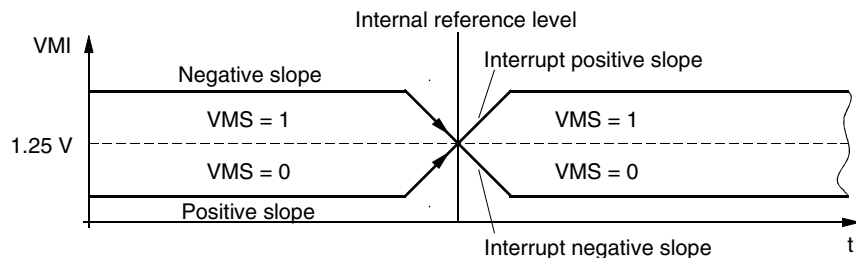 Internal reference level
VMI
Negative slope
Interrupt positive slope
VMS = 1
VMS = 1
1.25 V
VMS = 0
VMS = 0
Positive slope
Interrupt negative slope
t